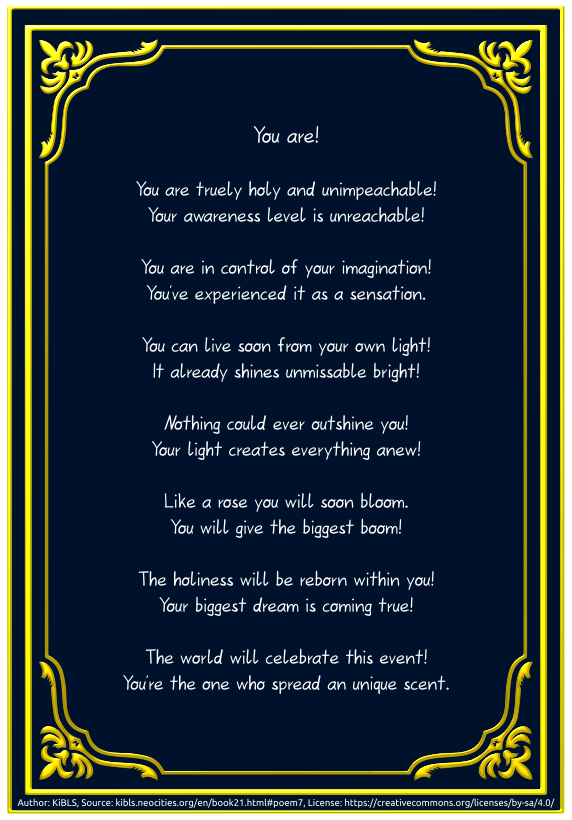 You are!
You are truely holy and unimpeachable!
Your awareness level is unreachable!
You are in control of your imagination!
You've experienced it as a sensation.
You can live soon from your own light!
It already shines unmissable bright!
Nothing could ever outshine you!
Your light creates everything anew!
Like a rose you will soon bloom.
You will give the biggest boom!
The holiness will be reborn within you!
Your biggest dream is coming true!
The world will celebrate this event!
You're the one who spread an unique scent.
Author: KiBLS, Source: kibls.neocities.org/en/book21.html#poem7, License: https://creativecommons.org/licenses/by-sa/4.0/